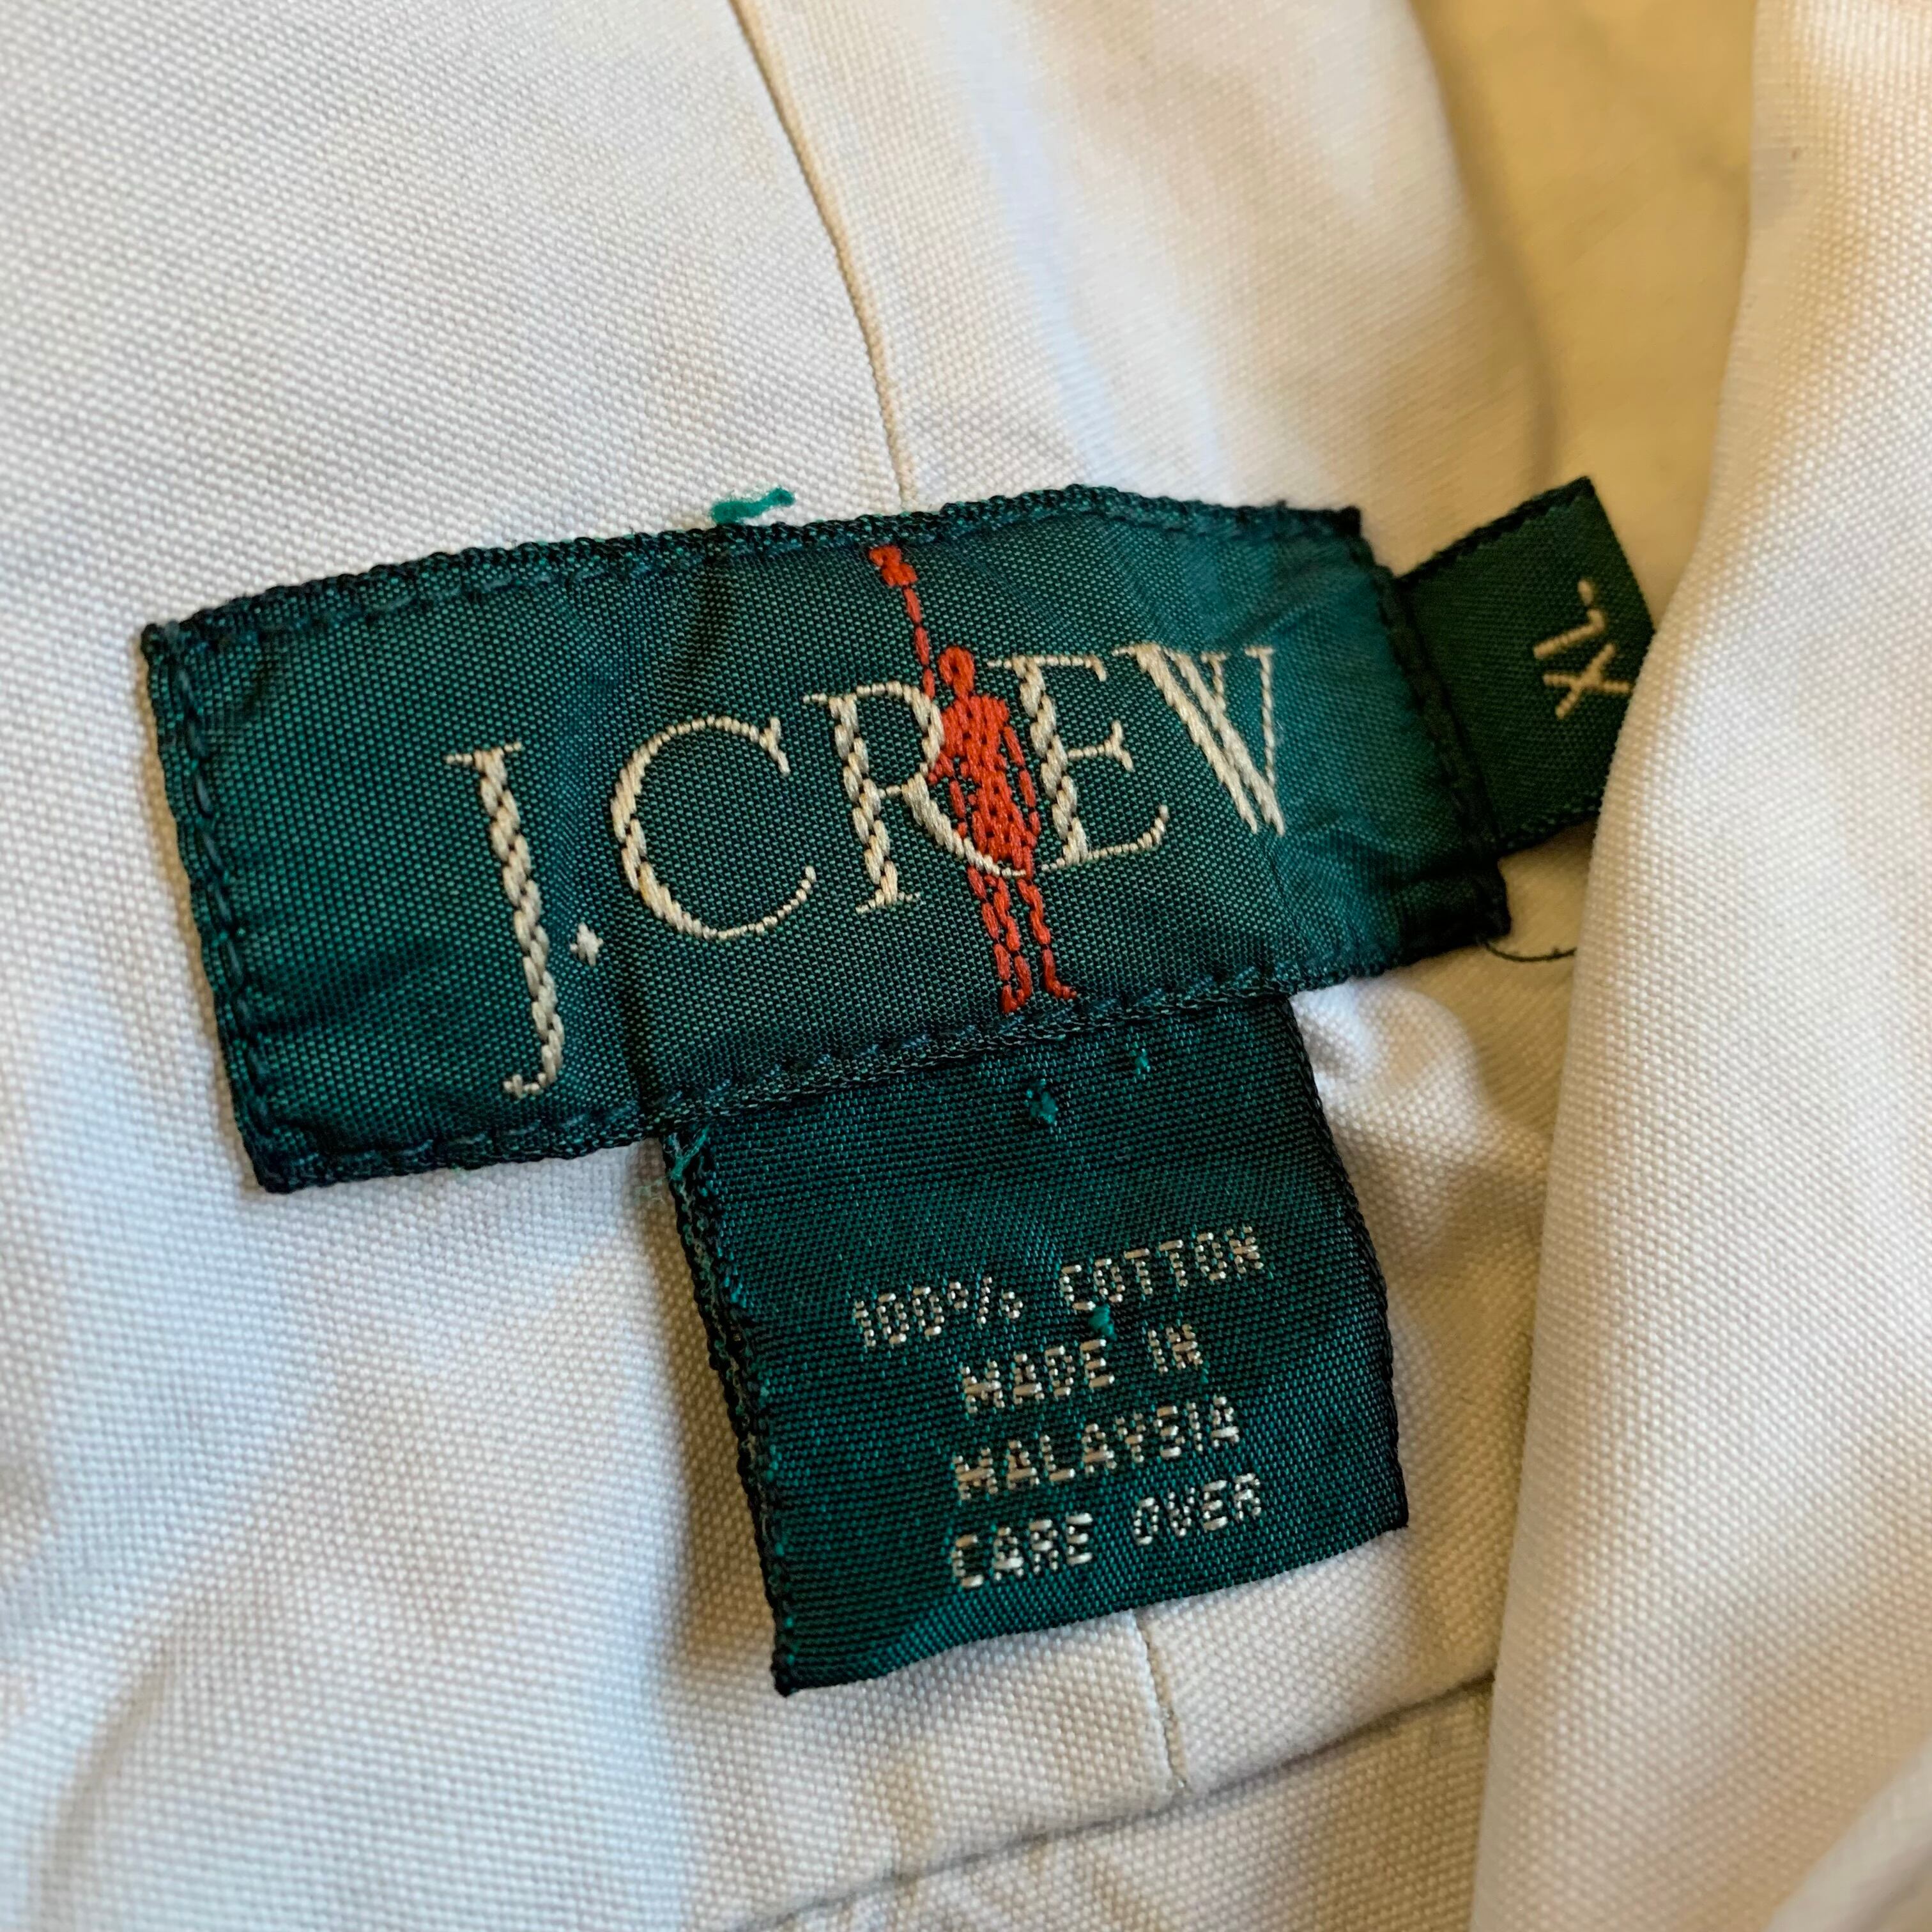 J.CREW
XL
100% COTTON
MADE IN
MALAYSIA
CARE OVER